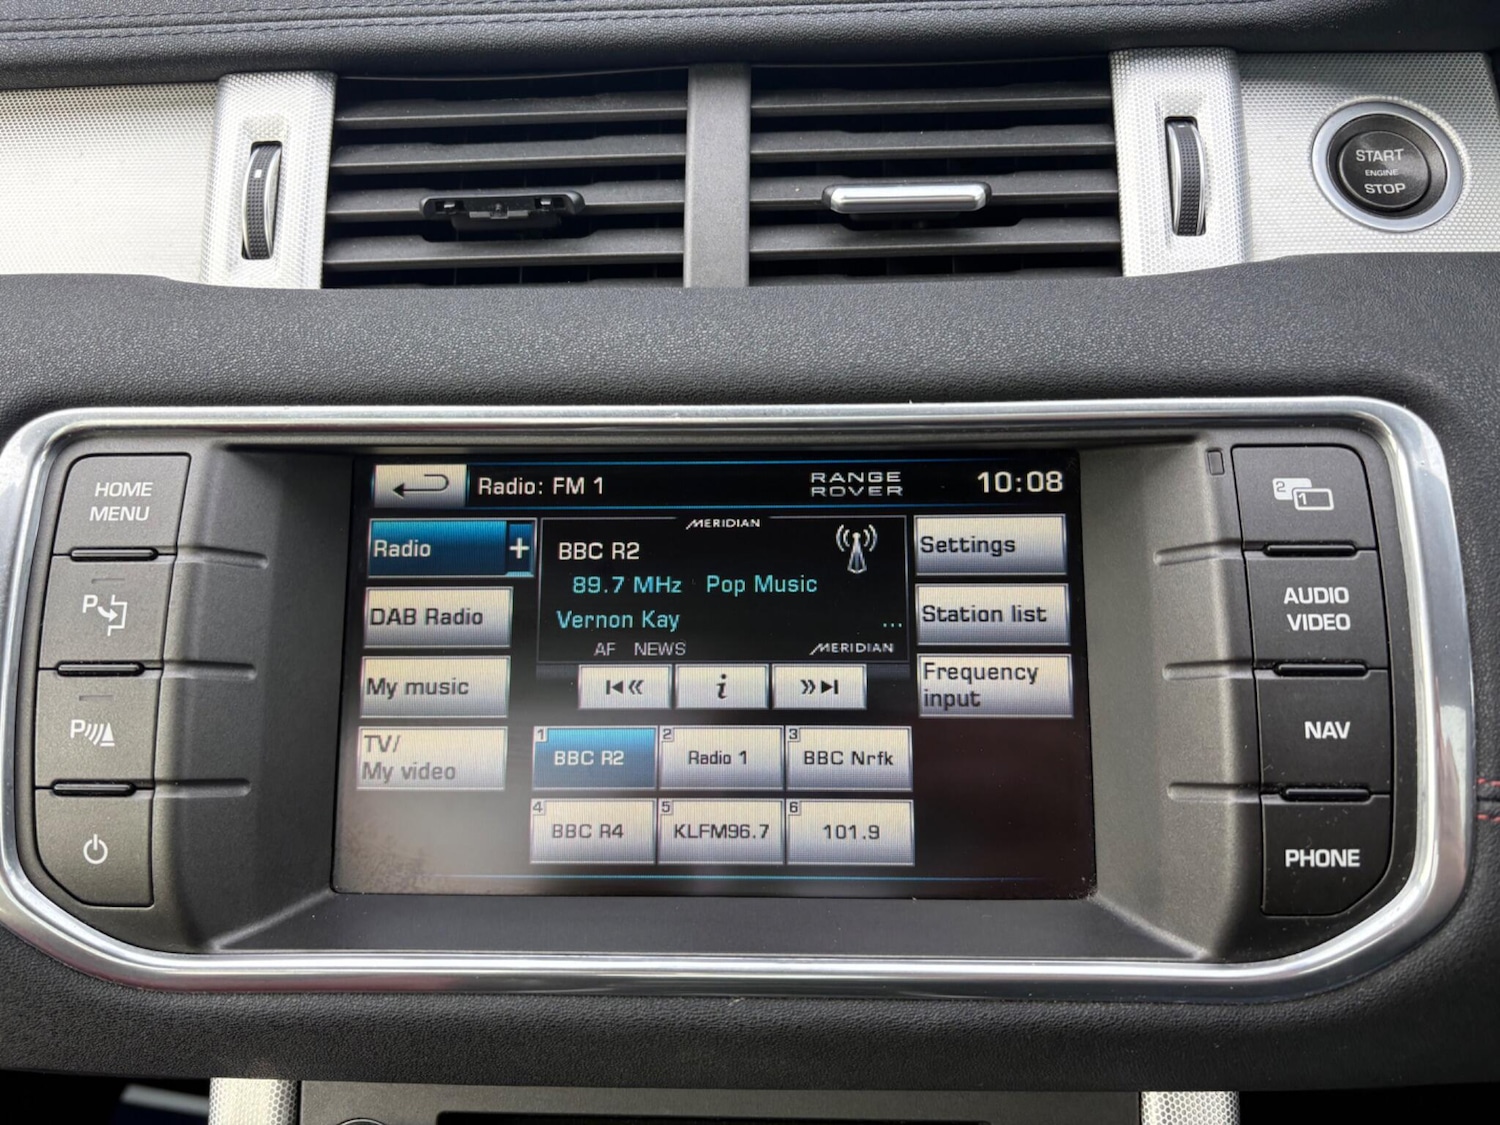 START
ENGINE
STOP
HOME
MENU
Radio: FM 1
RANGE
ROVER
10:08
2
1
Radio +
MERIDIAN
BBC R2
89.7 MHz Pop Music
Vernon Kay ...
AF NEWS
MERIDIAN
Settings
DAB Radio
Station list
AUDIO
VIDEO
P
My music
i
Frequency
input
P
NAV
TV/
My video
1 BBC R2
2 Radio 1
3 BBC Nrfk
4 BBC R4
5 KLFM96.7
6 101.9
PHONE